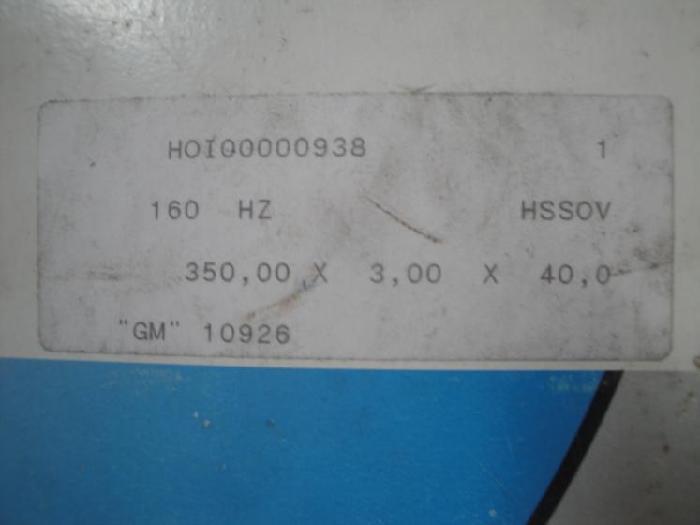 HOI00000938 1
160 HZ HSSOV
350,00 X 3,00 X 40,0
"GM" 10926